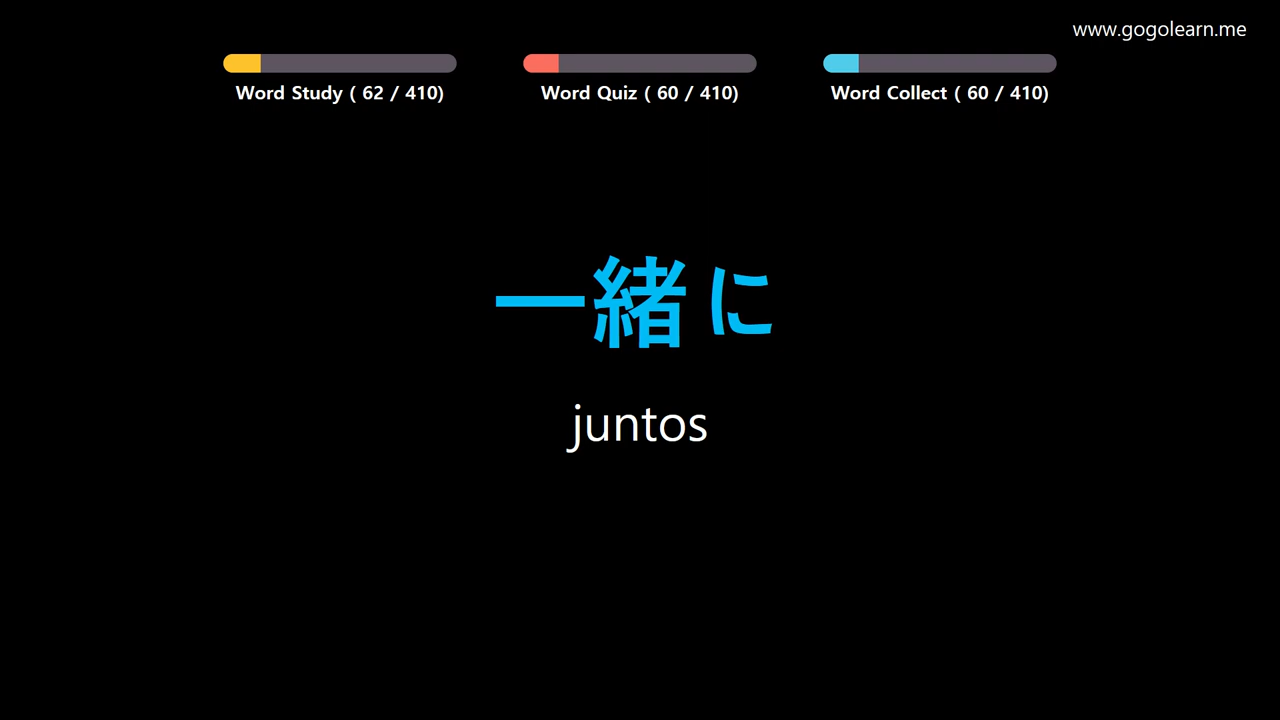 www.gogolearn.me
Word Study ( 62 / 410)
Word Quiz ( 60 / 410)
Word Collect ( 60 / 410)
一緒に
juntos